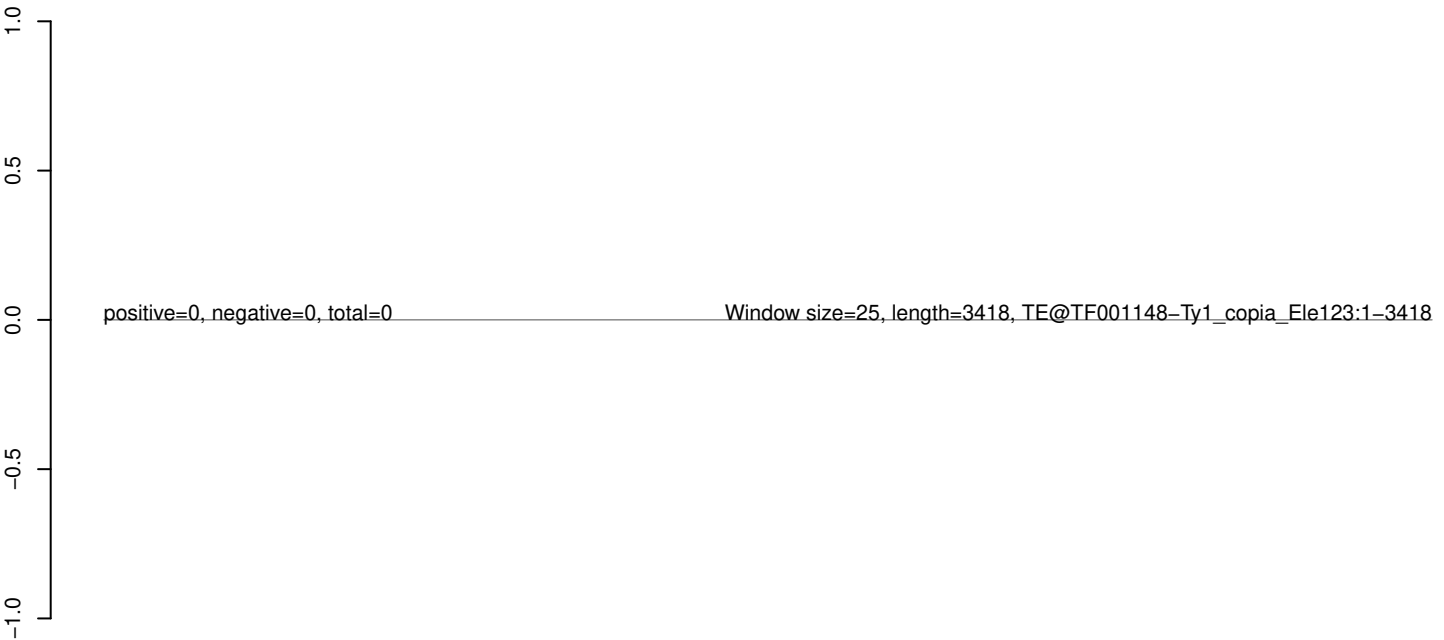 1.0
0.5
0.0
−0.5
−1.0
positive=0, negative=0, total=0
Window size=25, length=3418, TE@TF001148−Ty1_copia_Ele123:1−3418